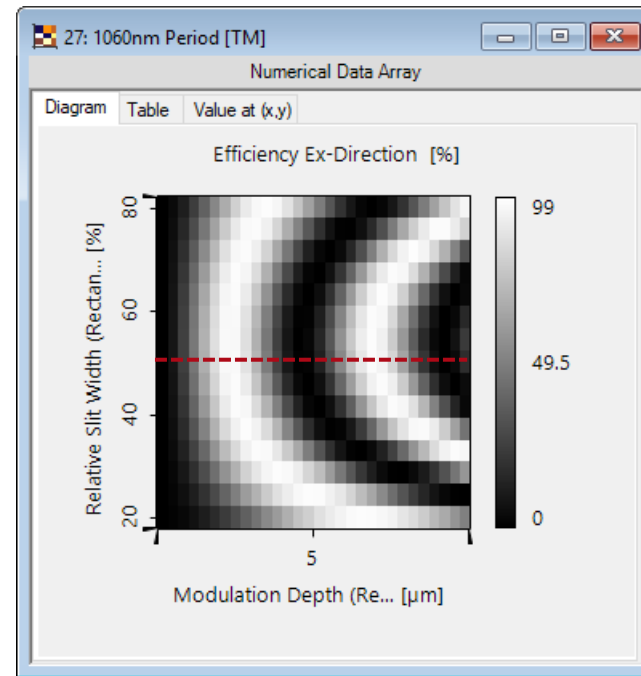 27: 1060nm Period [TM]
Numerical Data Array
Diagram Table Value at (x,y)
Efficiency Ex-Direction [%]
Relative Slit Width (Rectan... [%]
80
60
40
20
5
Modulation Depth (Re... [µm]
99
49.5
0